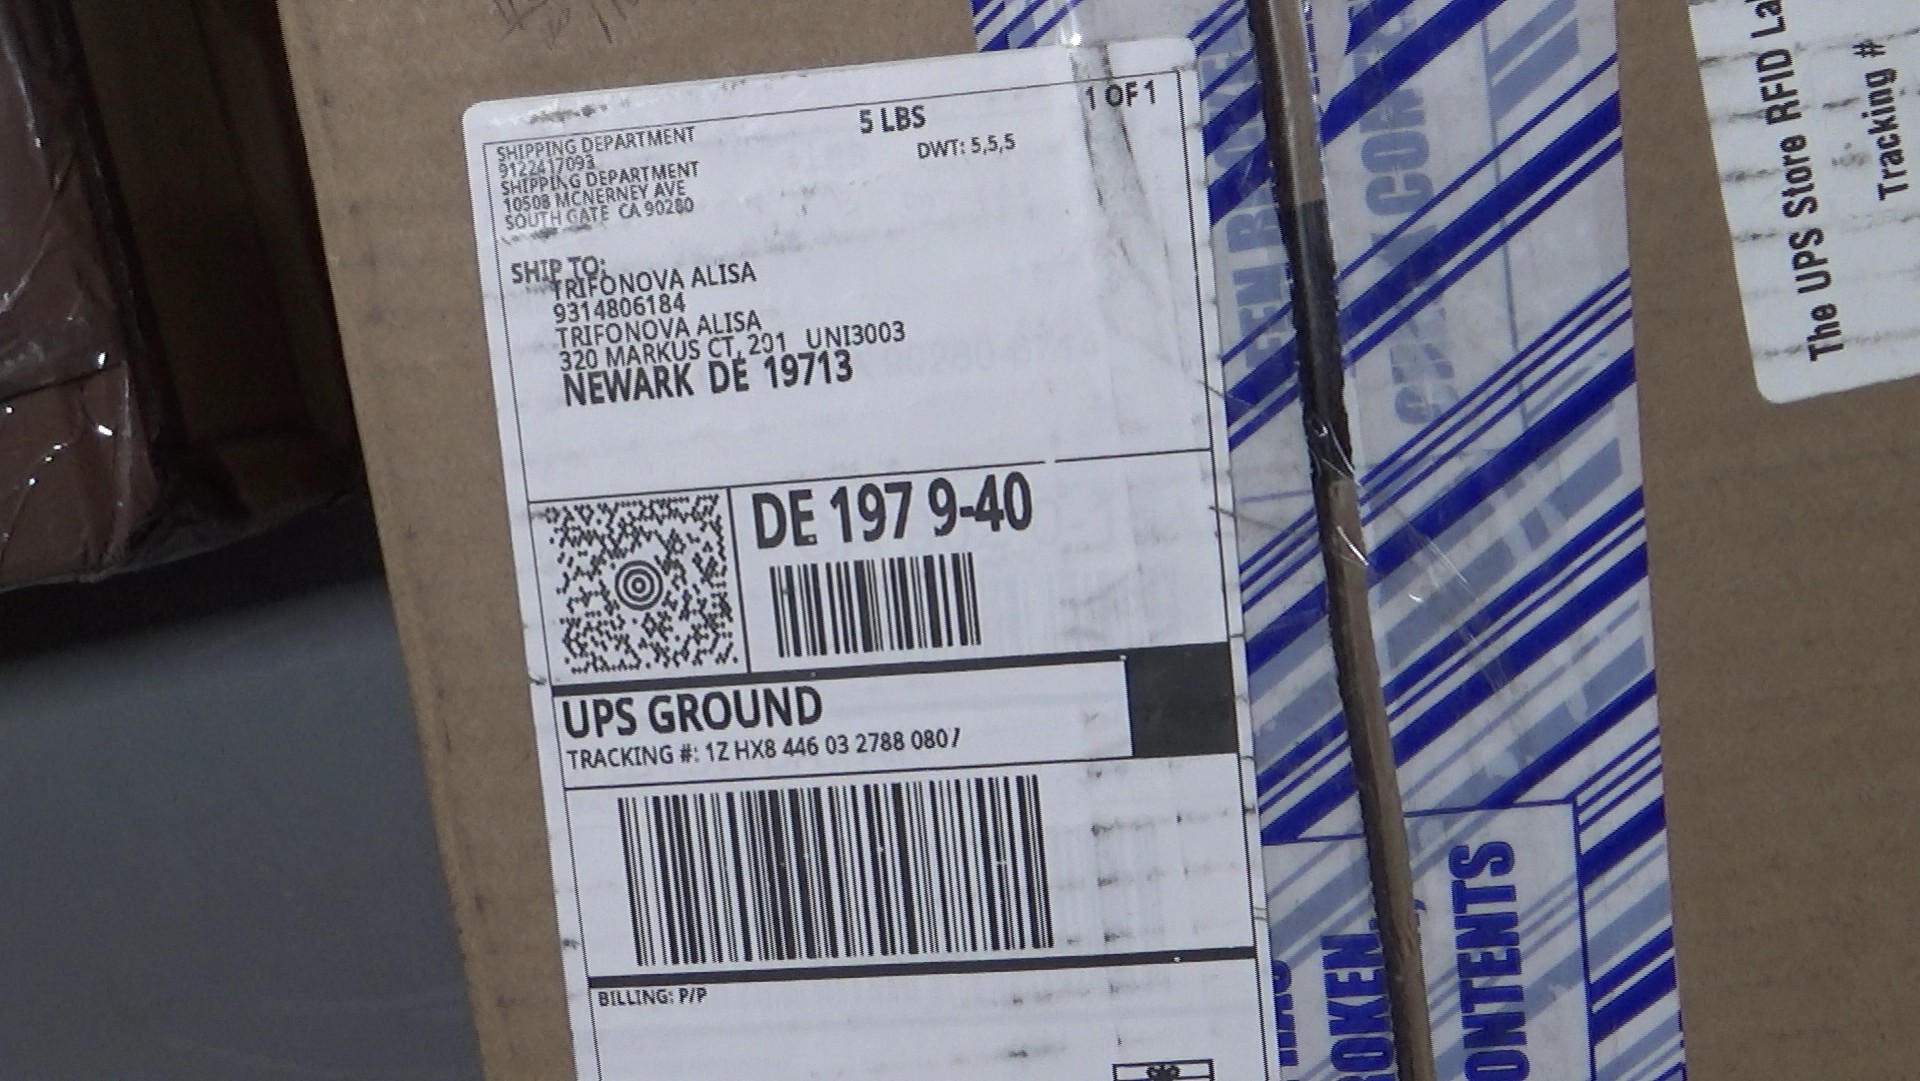 SHIPPING DEPARTMENT
9122417093
SHIPPING DEPARTMENT
10508 MCNERNEY AVE
SOUTH GATE CA 90280
5 LBS
1 OF 1
DWT: 5,5,5
SHIP TO:
TRIFONOVA ALISA
9314806184
TRIFONOVA ALISA
320 MARKUS CT, 201 UNI3003
NEWARK DE 19713
DE 197 9-40
UPS GROUND
TRACKING #: 1Z HX8 446 03 2788 0807
BILLING: P/P
CONTENTS
The UPS Store RFID
Tracking #